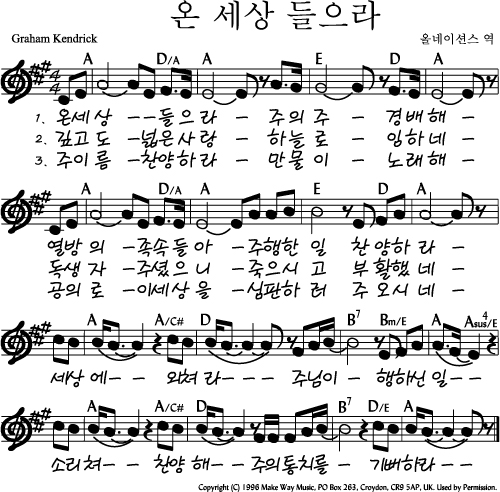 온 세상 들으라
Graham Kendrick 올네이션스 역
A D/A A E D A
1. 온세상 - - 들으라 - 주의주 - 경배해 -
2. 깊고도 - 넓은사랑 - 하늘로 - 임하네 -
3. 주이름 - 찬양하라 - 만물이 - 노래해 -
A D/A A E D A
열방의 - 족속들아 - 주행한 일 찬양하라 -
독생자 - 주셨으니 - 죽으시고 부활했네 -
공의로 - 이세상을 - 심판하러 주오시네 -
A A/C# D B7 Bm/E Asus/E 4
세상에 - - 외쳐라 - - - - 주님이 - 행하신일 - - -
A A/C# D B7 D/E A
소리쳐 - - 찬양해 - - 주의통치를 - 기뻐하라 - - -
Copyright (C) 1996 Make Way Music, PO Box 263, Croydon, CR9 5AP, UK. Used by Permission.